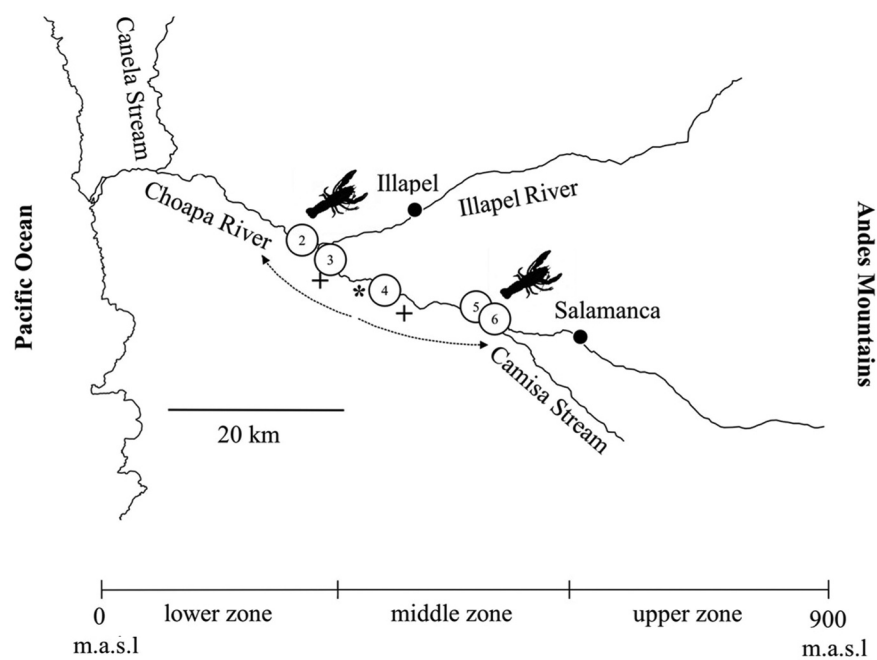 Canela Stream
Illapel
Illapel River
Choapa River
Pacific Ocean
Andes Mountains
2
3
+
*
4
+
5
6
Salamanca
Camisa Stream
20 km
0
lower zone
middle zone
upper zone
900
m.a.s.l
m.a.s.l